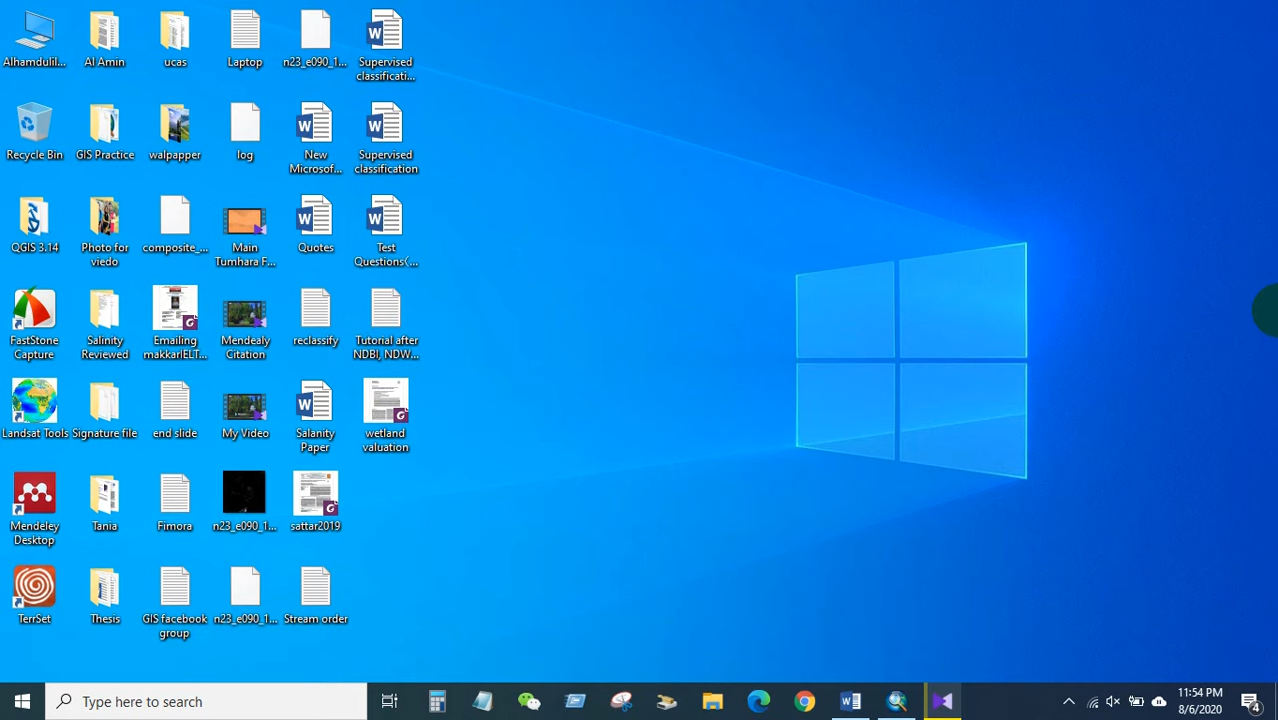 Alhamdulil...
Al Amin
ucas
Laptop
n23_e090_1...
Supervised
classificati...
Recycle Bin
GIS Practice
walpapper
log
New
Microsof...
Supervised
classification
QGIS 3.14
Photo for
viedo
composite_...
Main
Tumhara F...
Quotes
Test
Questions(...
FastStone
Capture
Salinity
Reviewed
Emailing
makkarIELT...
Mendealy
Citation
reclassify
Tutorial after
NDBI, NDW...
Landsat Tools
Signature file
end slide
My Video
Salanity
Paper
wetland
valuation
Mendeley
Desktop
Tania
Fimora
n23_e090_1...
sattar2019
TerrSet
Thesis
GIS facebook
group
n23_e090_1...
Stream order
Type here to search
11:54 PM
8/6/2020
4